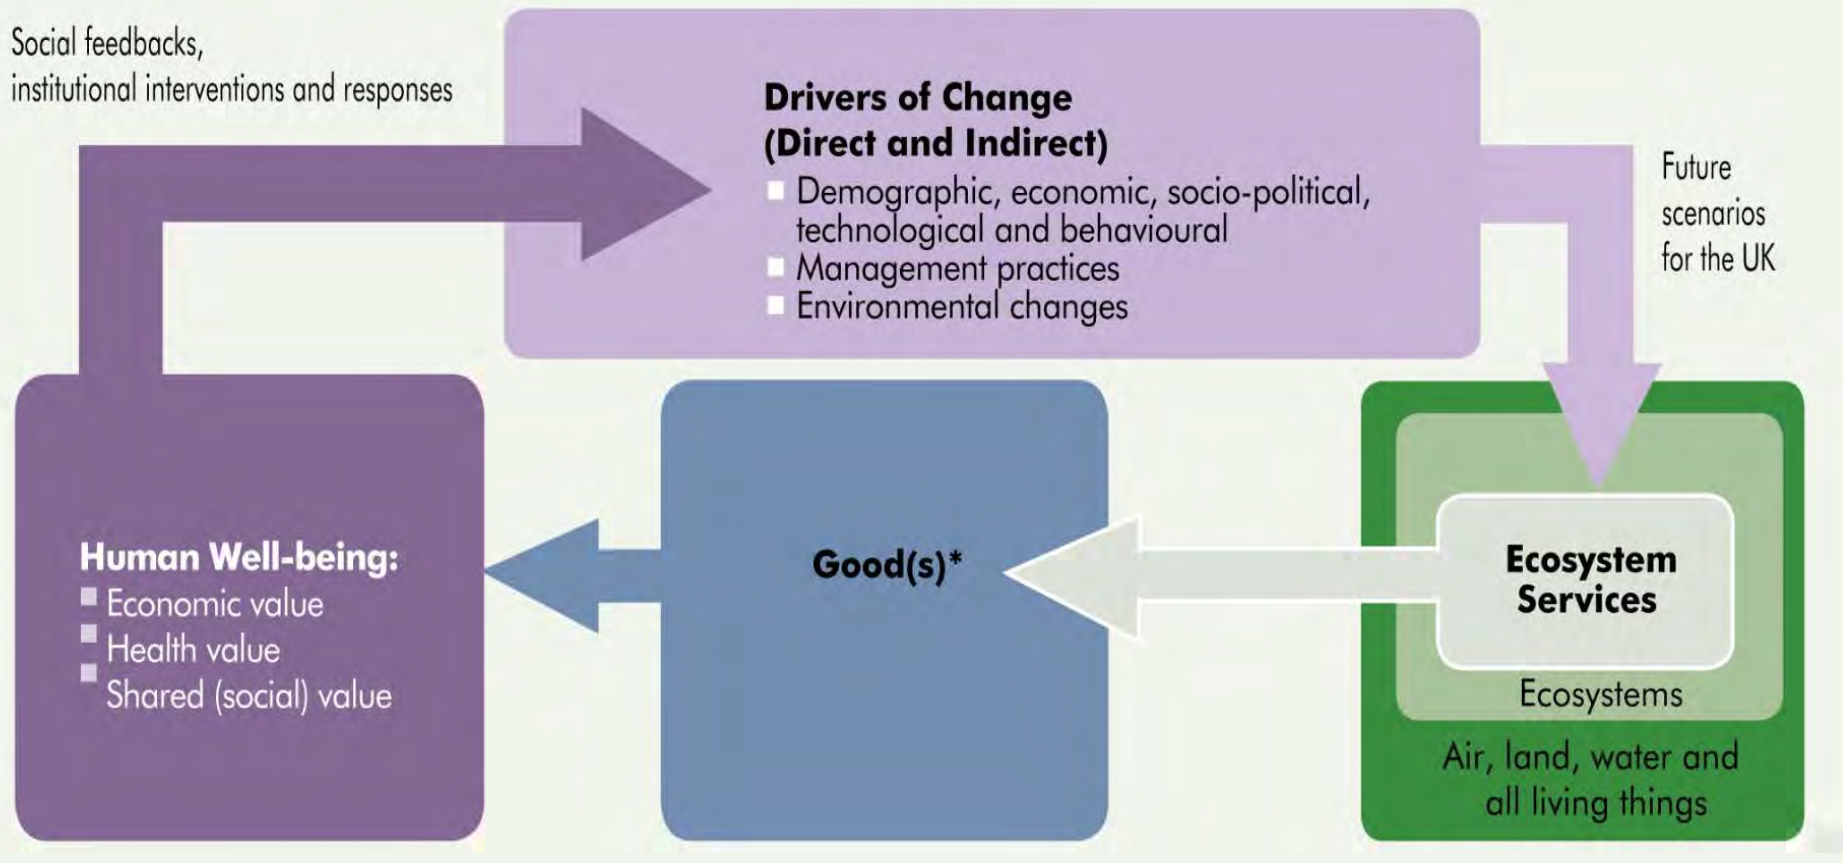 Social feedbacks,
institutional interventions and responses
Drivers of Change
(Direct and Indirect)
Demographic, economic, socio-political,
technological and behavioural
Management practices
Environmental changes
Future
scenarios
for the UK
Human Well-being:
Economic value
Health value
Shared (social) value
Good(s)*
Ecosystem
Services
Ecosystems
Air, land, water and
all living things